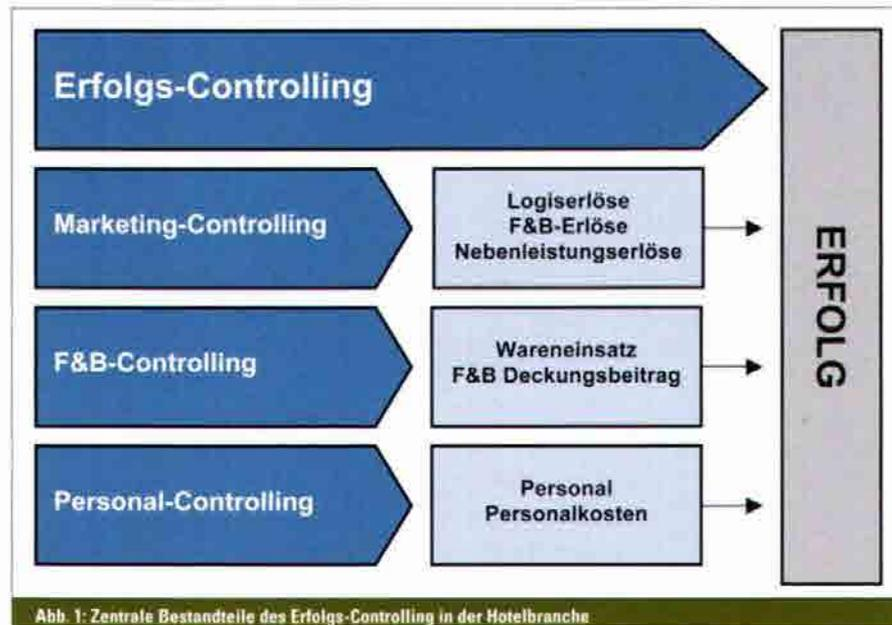 Erfolgs-Controlling
Marketing-Controlling
Logiserlöse
F&B-Erlöse
Nebenleistungserlöse
F&B-Controlling
Wareneinsatz
F&B Deckungsbeitrag
Personal-Controlling
Personal
Personalkosten
ERFOLG
Abb. 1: Zentrale Bestandteile des Erfolgs-Controlling in der Hotelbranche